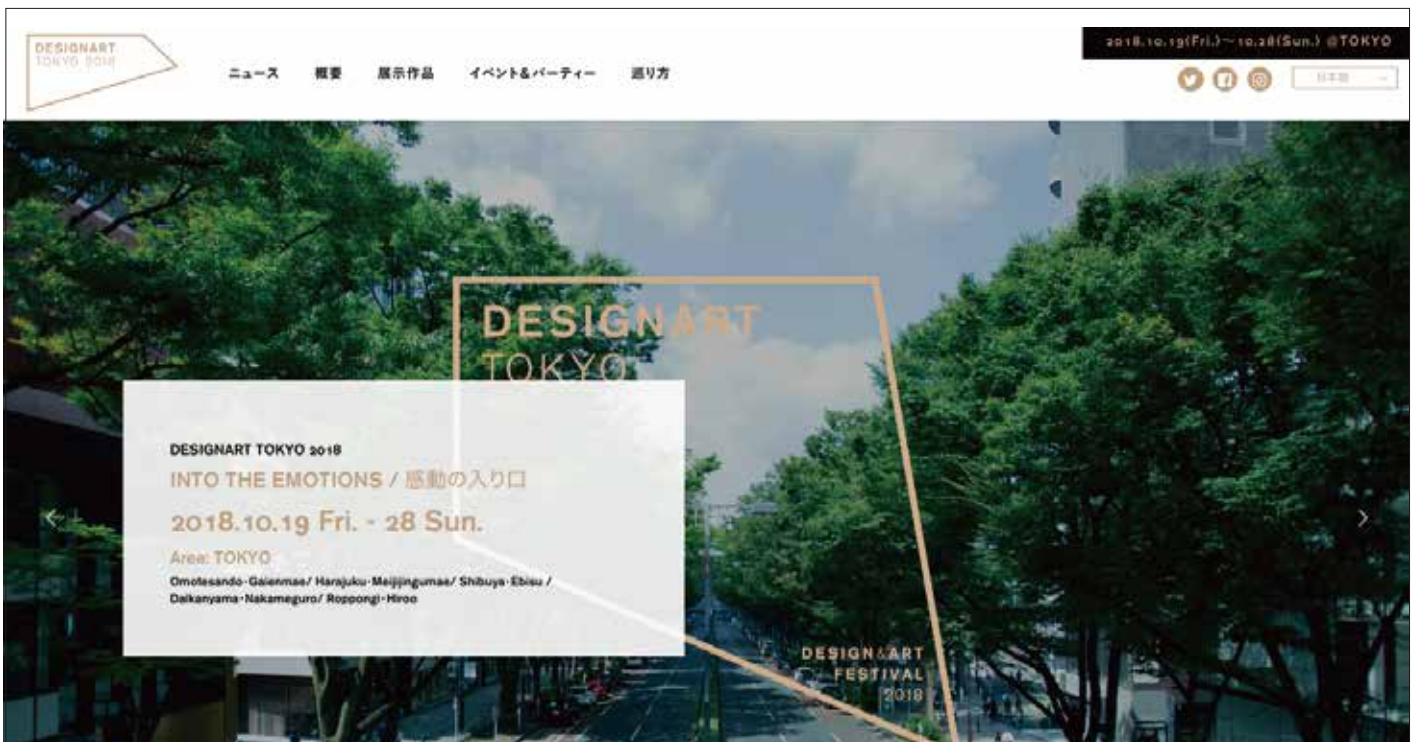 DESIGNART
TOKYO 2018
ニュース 概要 展示作品 イベント&パーティー 巡り方
2018.10.19(Fri.)〜10.28(Sun.) @TOKYO
日本語
DESIGNART
TOKYO
DESIGNART TOKYO 2018
INTO THE EMOTIONS / 感動の入り口
2018.10.19 Fri. - 28 Sun.
Area: TOKYO
Omotesando·Gaienmae/ Harajuku·Meijijingumae/ Shibuya·Ebisu /
Daikanyama·Nakameguro/ Roppongi·Hiroo
DESIGN&ART
FESTIVAL
2018